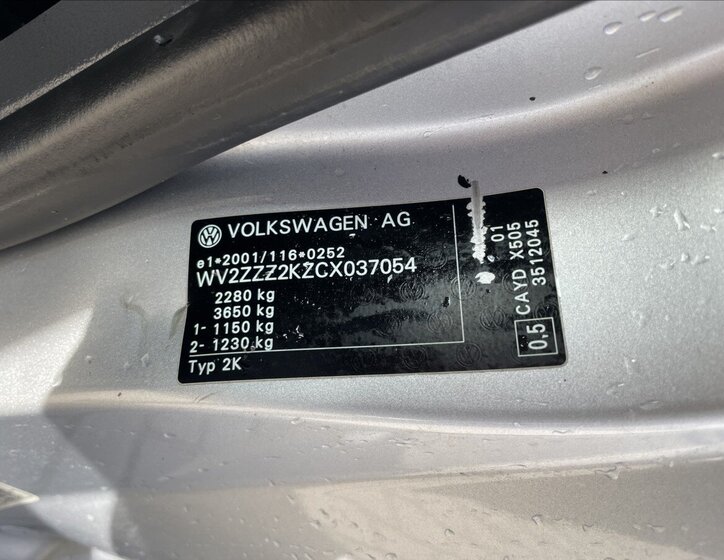 VOLKSWAGEN AG
e1*2001/116*0252
WV2ZZZ2KZCX037054
2280 kg
3650 kg
1- 1150 kg
2- 1230 kg
Typ 2K
01
0,5 CAYD X505
3512045